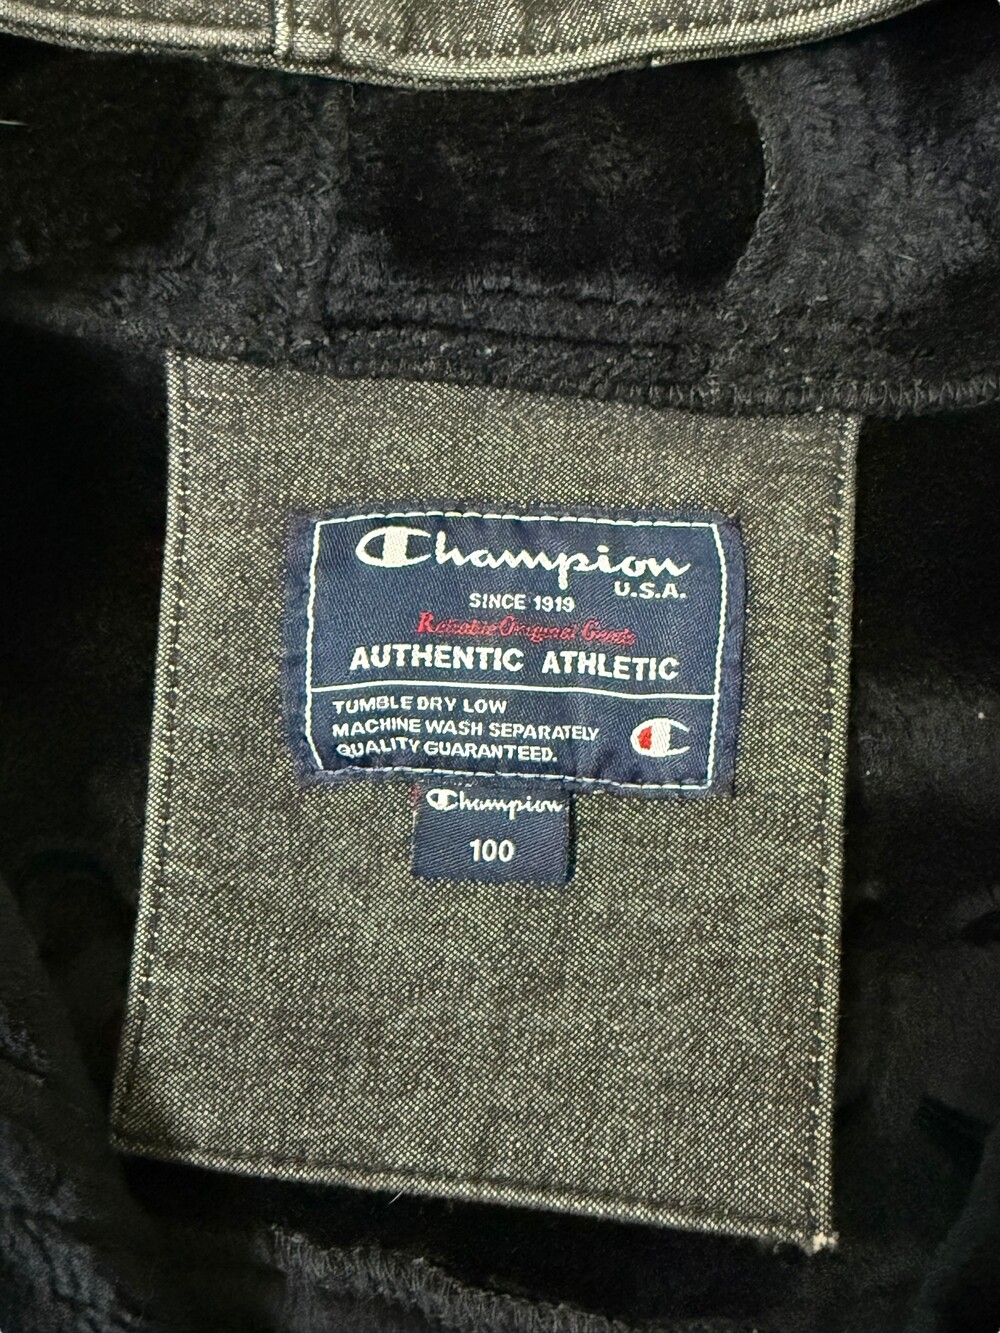 Champion
U.S.A.
SINCE 1919
Reliable Original Goods
AUTHENTIC ATHLETIC
TUMBLE DRY LOW
MACHINE WASH SEPARATELY
QUALITY GUARANTEED.
Champion
100